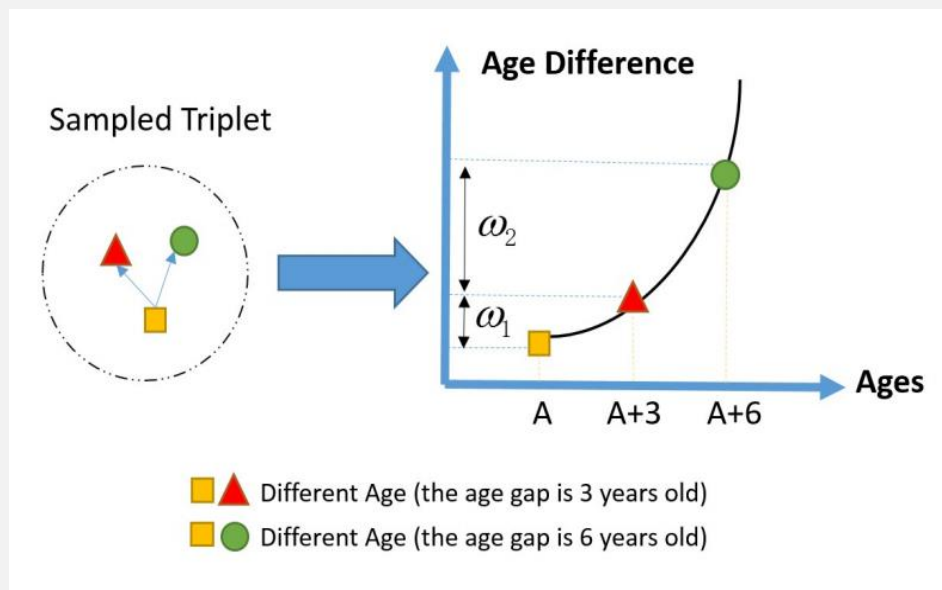 Age Difference
Sampled Triplet
ω₂
ω₁
Ages
A A+3 A+6
Different Age (the age gap is 3 years old)
Different Age (the age gap is 6 years old)